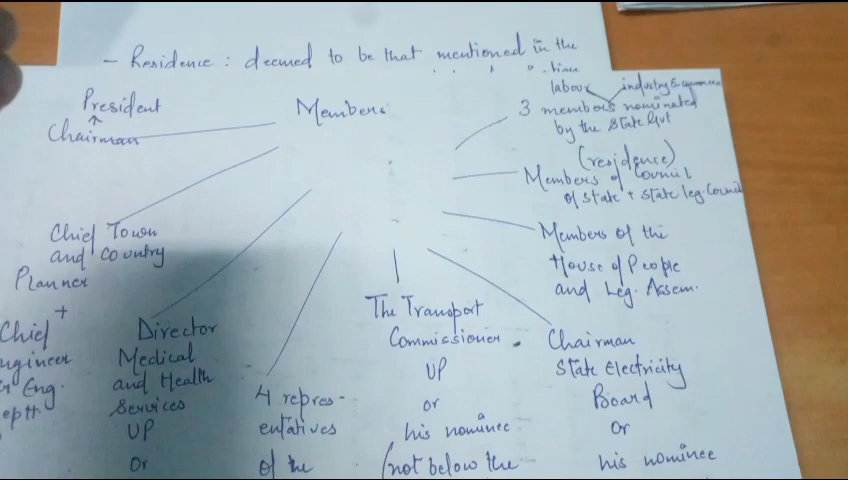 - Residence : deemed to be that mentioned in the
President
Chairman
Members
labour
industry & commerce
3 members nominated
by the State Govt
(residence)
Members of Council
of State + State leg. Council
Members of the
House of People
and Leg. Assem.
Chief Town
and Country
Planner
+
Chief
Eng.
Director
Medical
and Health
Services
UP
Or
4 repres-
entatives
of the
The Transport
Commissioner.
UP
or
his nominee
(not below the
Chairman
State Electricity
Board
Or
his nominee